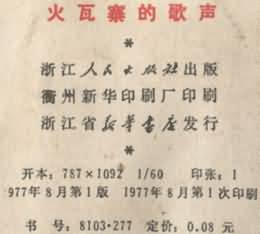 火瓦寨的歌声
*
浙江人民出版社出版
衢州新华印刷厂印刷
浙江省新华书店发行
*
开本:787×1092 1/60 印张:1
977年8月第1版 1977年8月第1次印刷
书号:8103·277 定价:0.08元